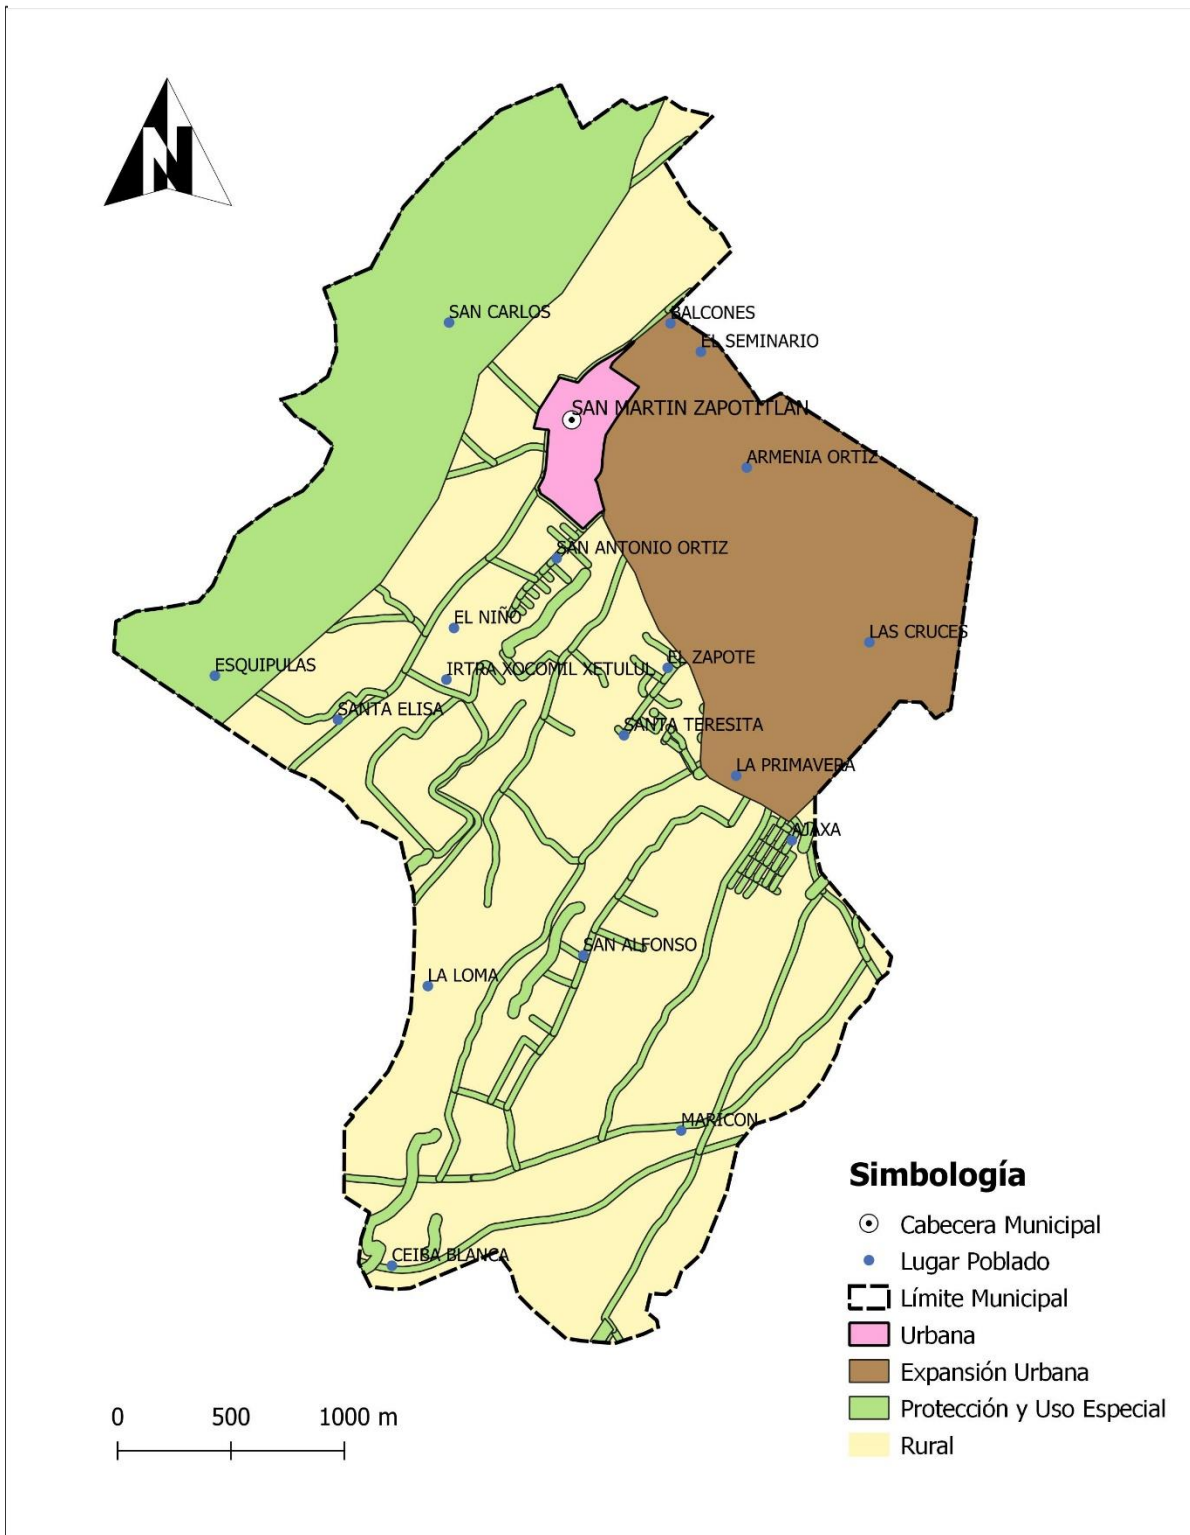 N
SAN CARLOS
BALCONES
EL SEMINARIO
SAN MARTIN ZAPOTITLAN
ARMENIA ORTIZ
SAN ANTONIO ORTIZ
EL NIÑO
LAS CRUCES
ESQUIPULAS
IRTRA XOCOMIL XETULUL
EL ZAPOTE
SANTA ELISA
SANTA TERESITA
LA PRIMAVERA
AJAXA
SAN ALFONSO
LA LOMA
MARICON
CEIBA BLANCA
Simbología
Cabecera Municipal
Lugar Poblado
Límite Municipal
Urbana
Expansión Urbana
Protección y Uso Especial
Rural
0 500 1000 m